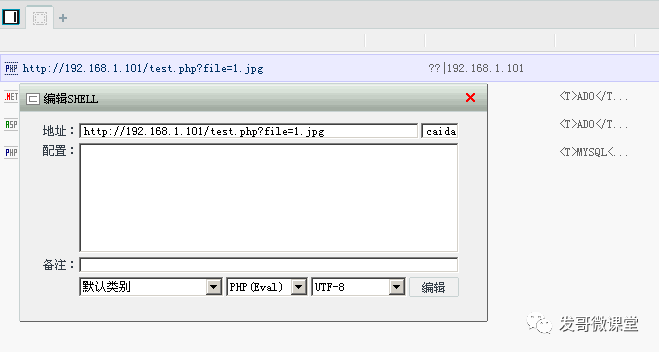 PHP http://192.168.1.101/test.php?file=1.jpg ??|192.168.1.101
编辑SHELL
.NET <T>ADO</T...
地址： http://192.168.1.101/test.php?file=1.jpg caida
ASP <T>ADO</T...
配置：
PHP <T>MYSQL<...
备注：
默认类别 PHP(Eval) UTF-8 编辑
发哥微课堂